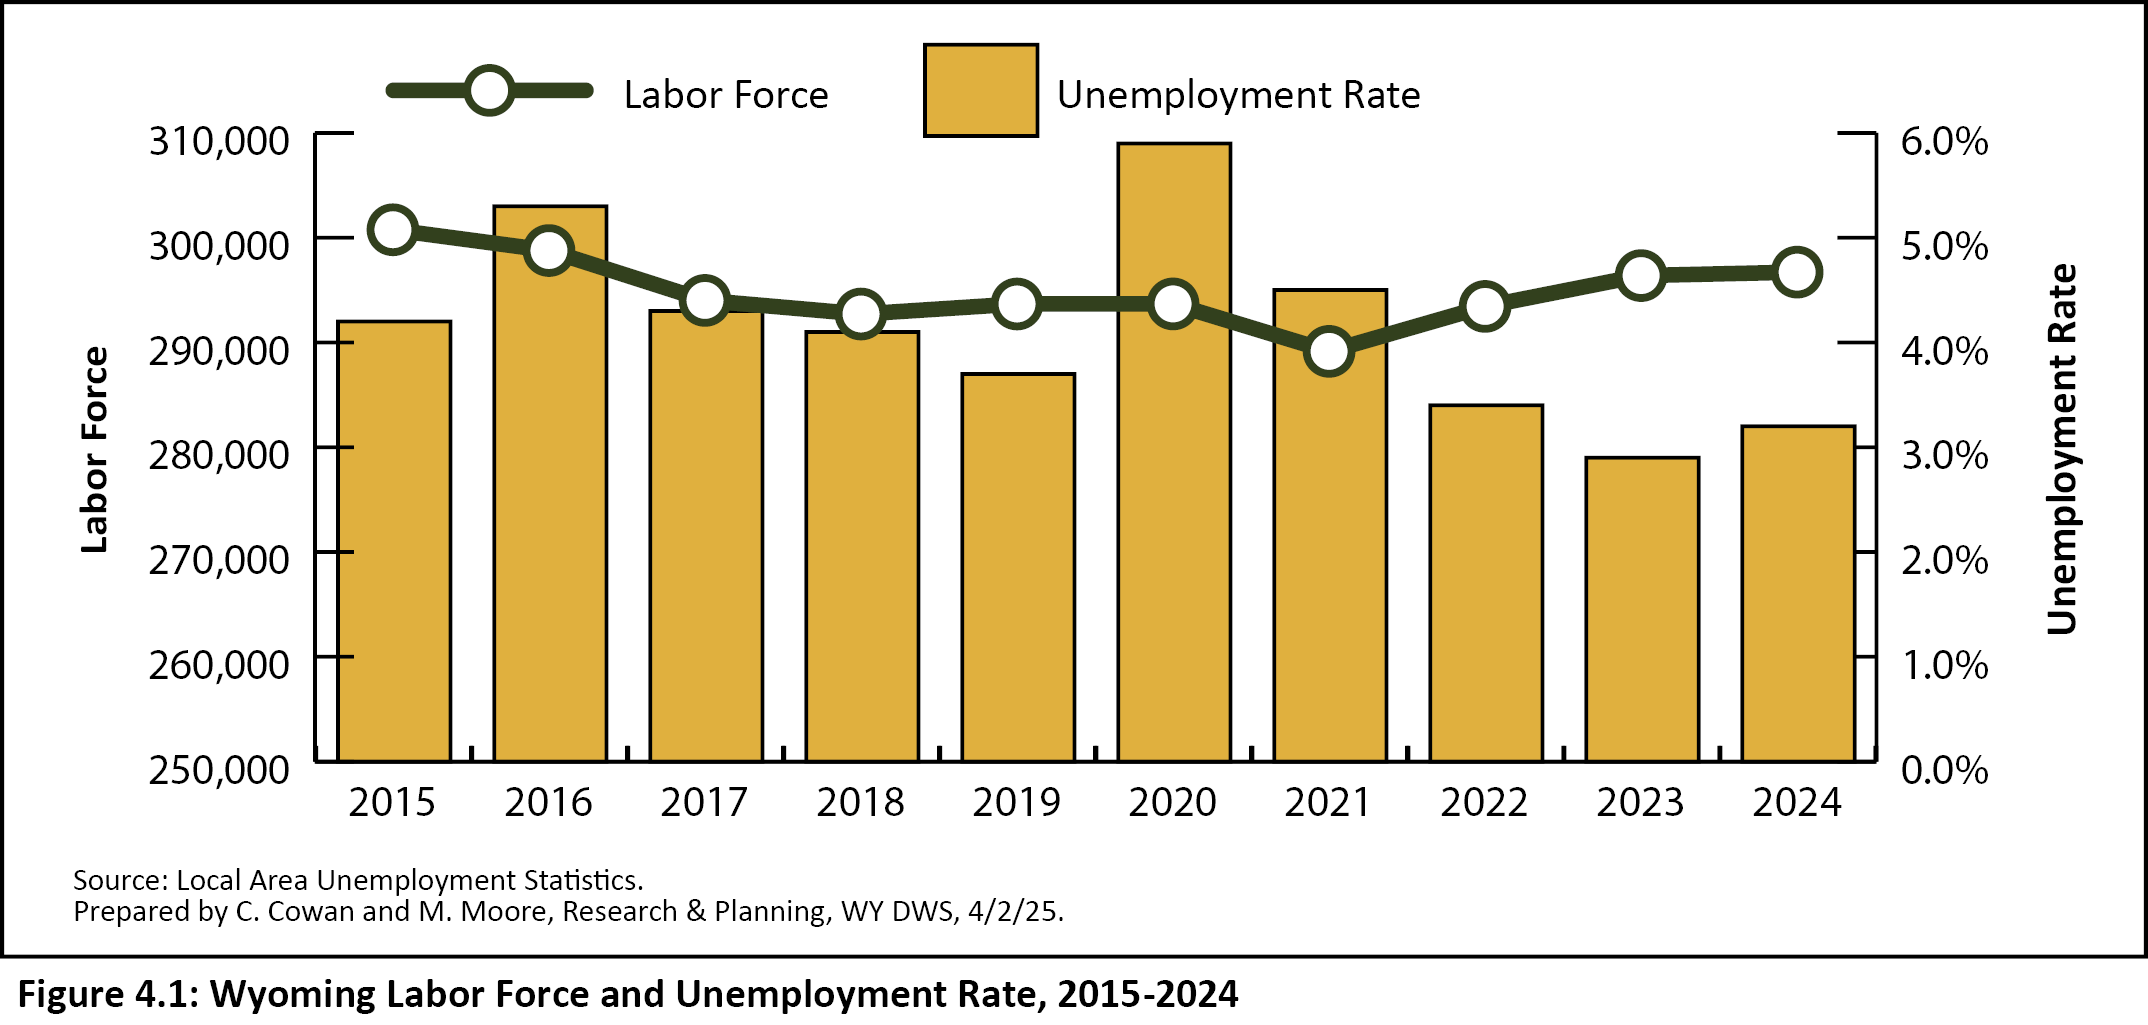 Labor Force
Unemployment Rate
310,000
300,000
290,000
280,000
270,000
260,000
250,000
Labor Force
6.0%
5.0%
4.0%
3.0%
2.0%
1.0%
0.0%
Unemployment Rate
2015 2016 2017 2018 2019 2020 2021 2022 2023 2024
Source: Local Area Unemployment Statistics.
Prepared by C. Cowan and M. Moore, Research & Planning, WY DWS, 4/2/25.
Figure 4.1: Wyoming Labor Force and Unemployment Rate, 2015-2024